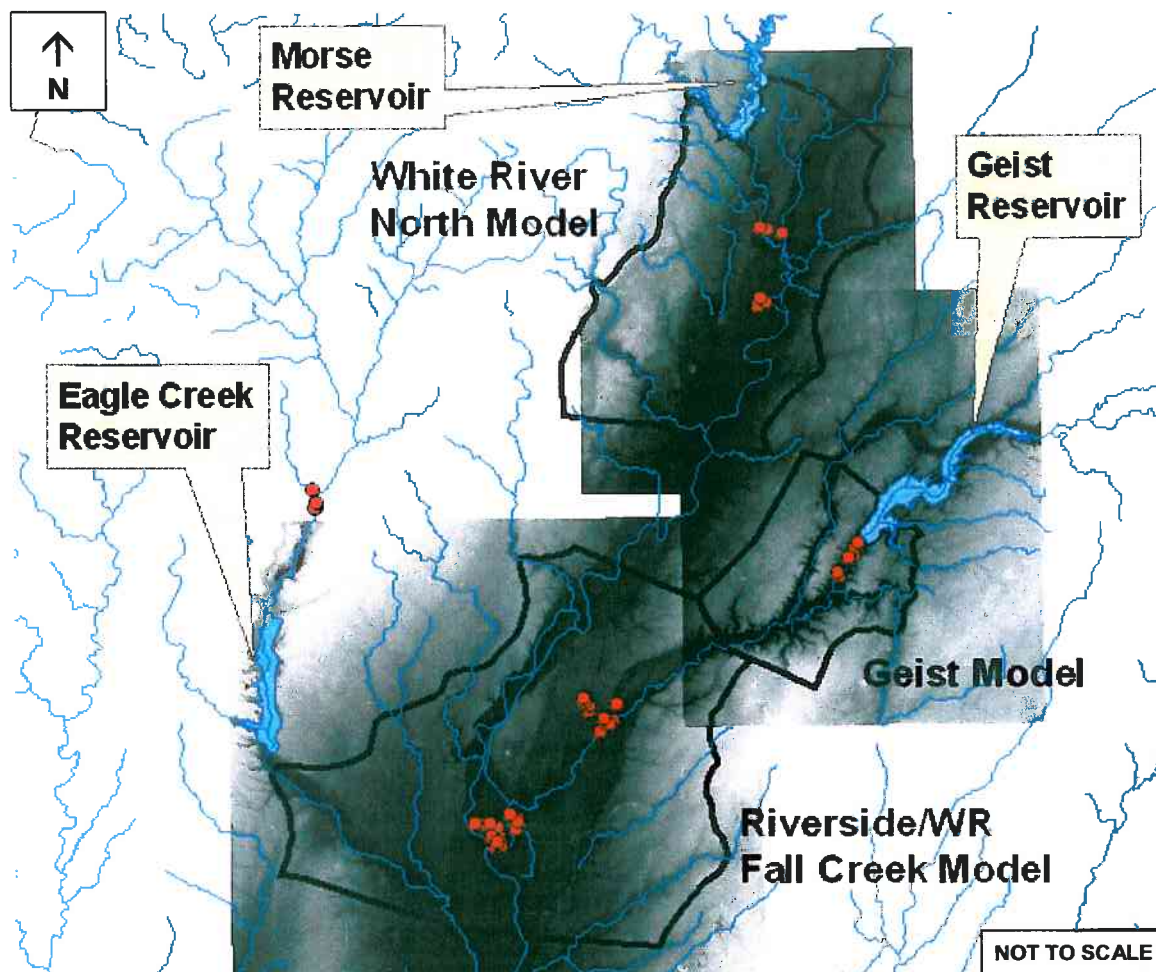 N
Morse
Reservoir
White River
North Model
Geist
Reservoir
Eagle Creek
Reservoir
Geist Model
Riverside/WR
Fall Creek Model
NOT TO SCALE